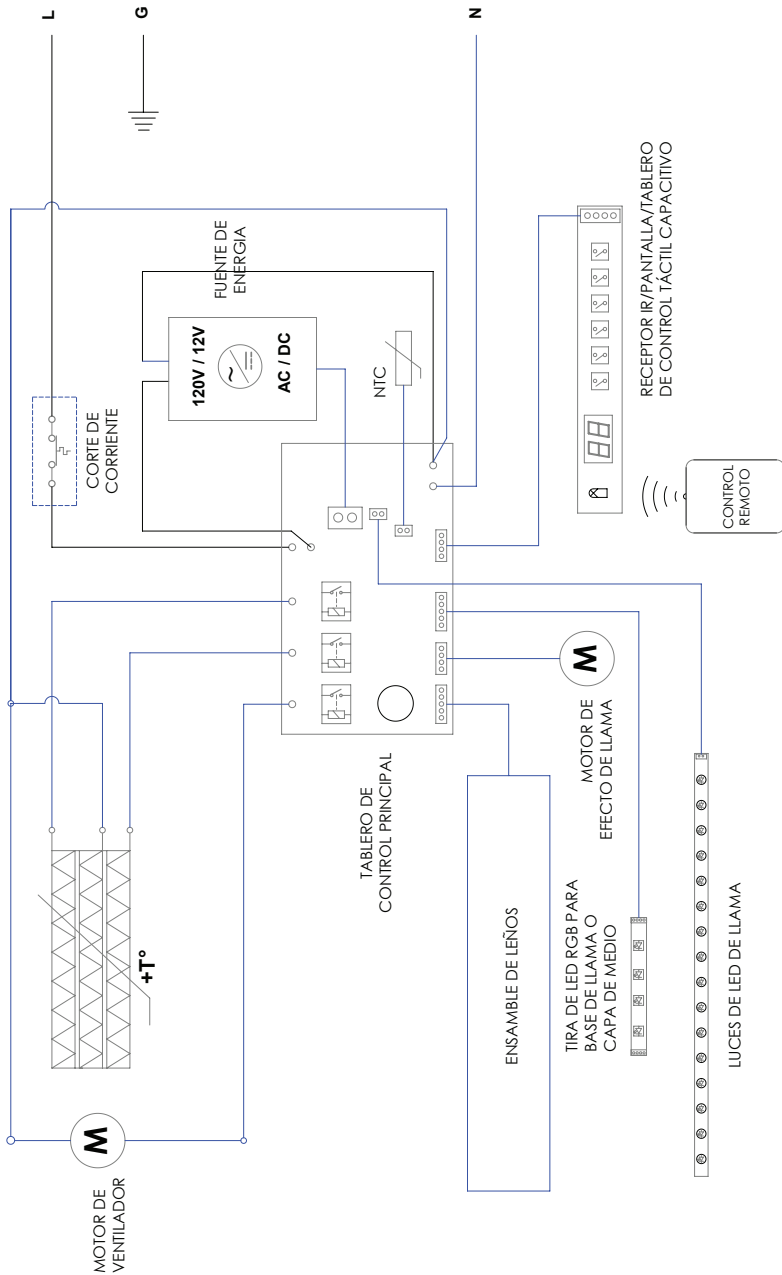 L
G
N
FUENTE DE
ENERGIA
120V / 12V
AC / DC
CORTE DE
CORRIENTE
NTC
RECEPTOR IR/PANTALLA/TABLERO
DE CONTROL TÁCTIL CAPACITIVO
88
CONTROL
REMOTO
+T°
TABLERO DE
CONTROL PRINCIPAL
M
MOTOR DE
VENTILADOR
M
MOTOR DE
EFECTO DE LLAMA
ENSAMBLE DE LEÑOS
TIRA DE LED RGB PARA
BASE DE LLAMA O
CAPA DE MEDIO
LUCES DE LED DE LLAMA